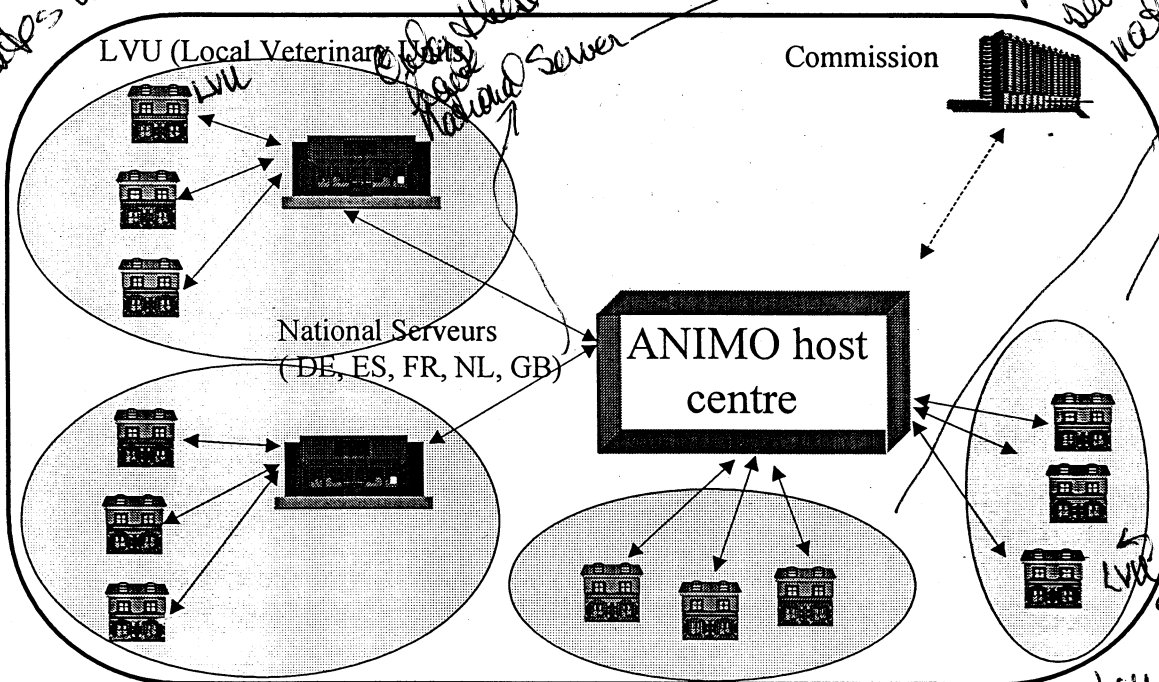 LVU (Local Veterinary Units)
Commission
LVU
National Server
National Serveurs
( DE, ES, FR, NL, GB)
ANIMO host
centre
LVU